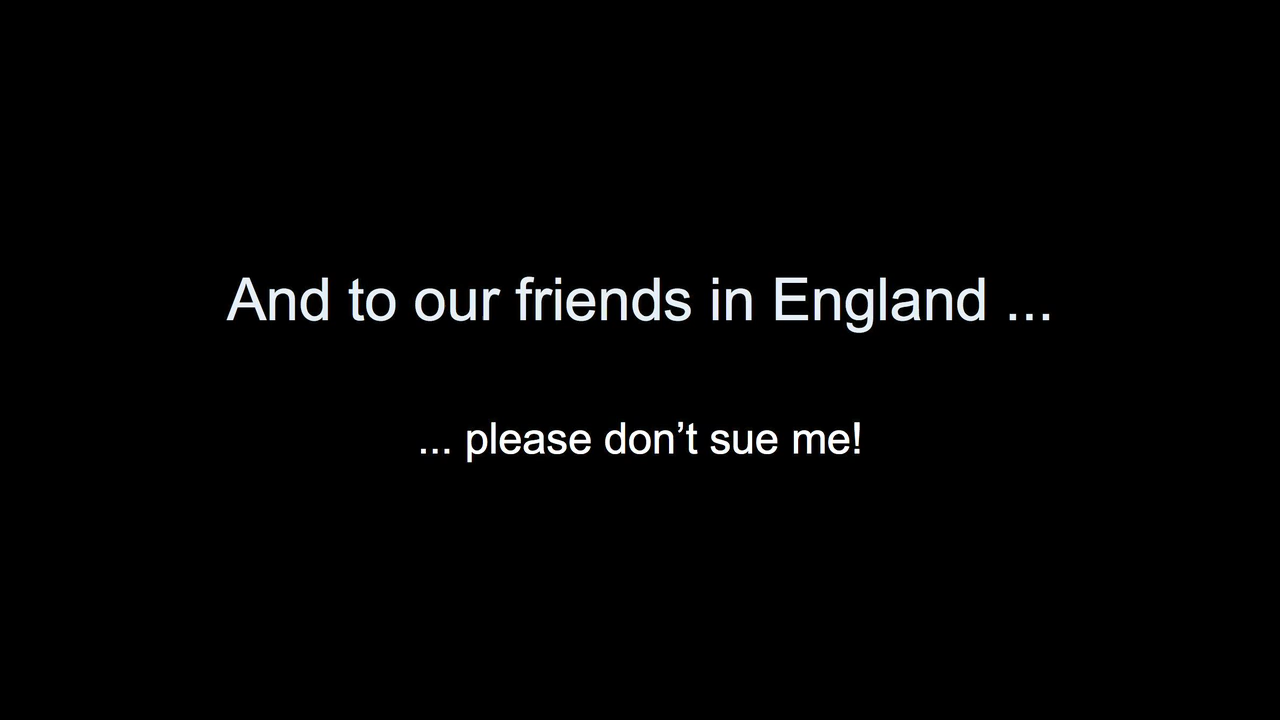 And to our friends in England ...
... please don’t sue me!